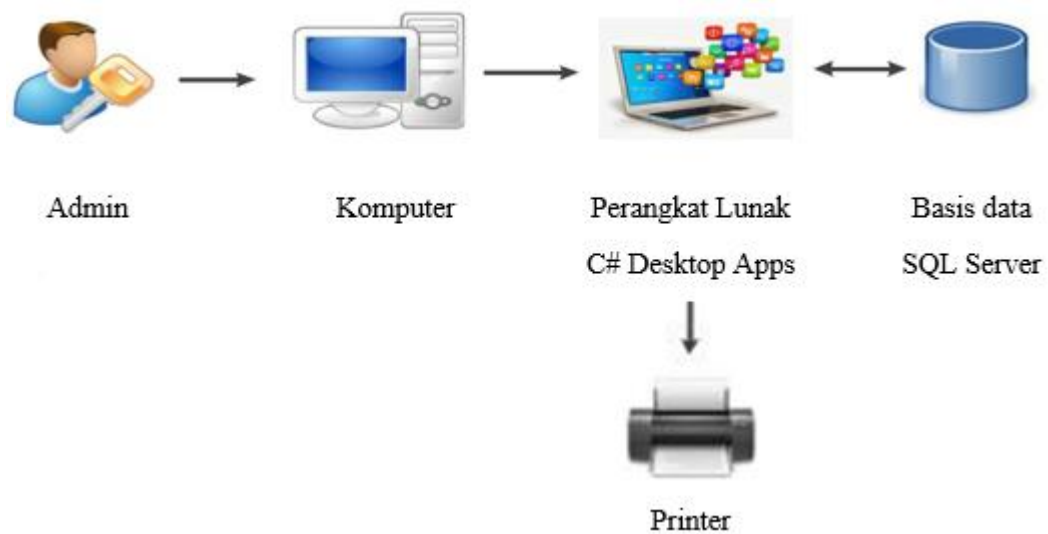 Admin
Komputer
Perangkat Lunak
C# Desktop Apps
Basis data
SQL Server
Printer